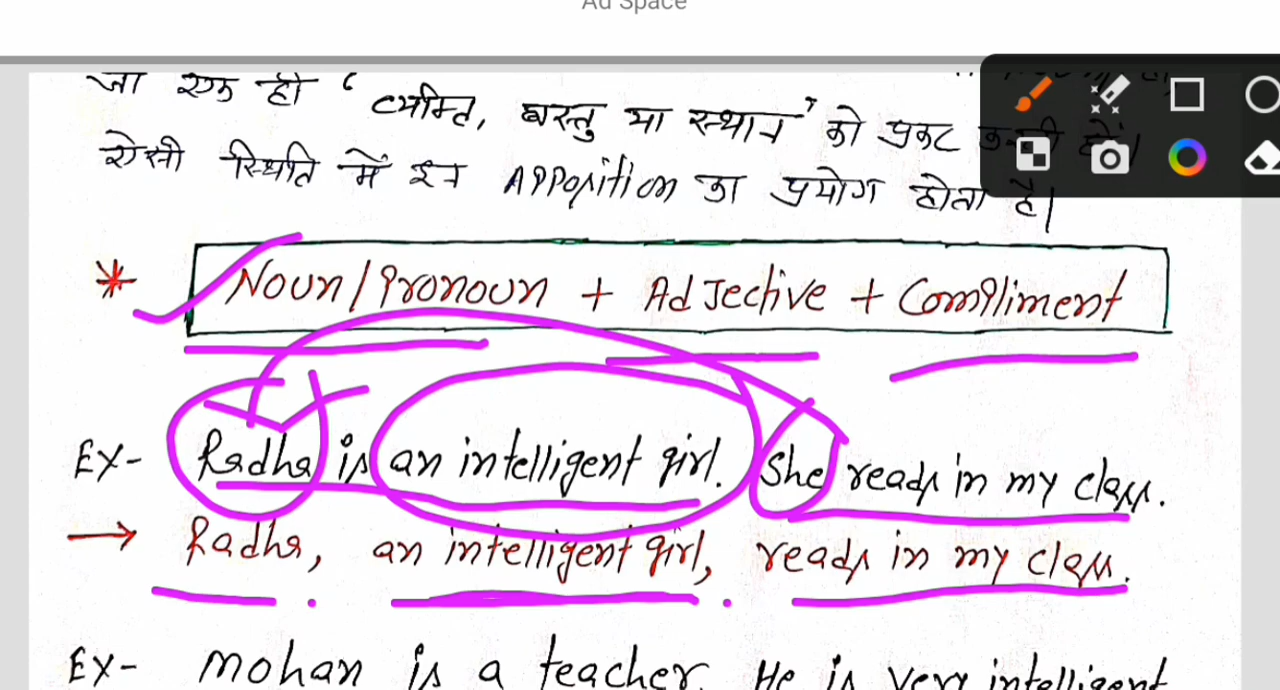 Ad Space
जो एक ही ‘ व्यक्ति, वस्तु या स्थान’ को प्रकट
ऐसी स्थिति में हम Apposition का प्रयोग होता है।
* Noun/Pronoun + AdJective + Compliment
Ex- Radha is an intelligent girl. She reads in my class.
→ Radha, an intelligent girl, reads in my class.
Ex- mohan is a teacher. He is very intelligent